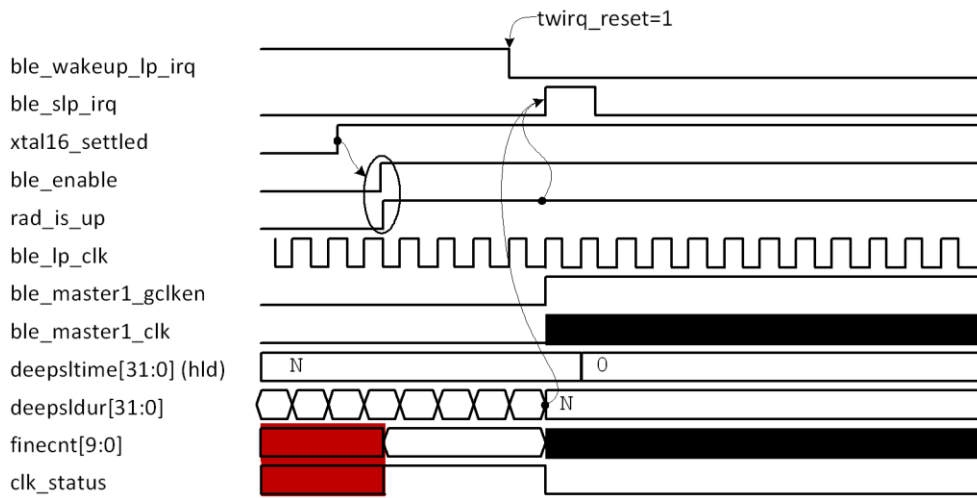 twirq_reset=1
ble_wakeup_lp_irq
ble_slp_irq
xtal16_settled
ble_enable
rad_is_up
ble_lp_clk
ble_master1_gclken
ble_master1_clk
deepsltime[31:0] (hld) N 0
deepsldur[31:0] N
finecnt[9:0]
clk_status